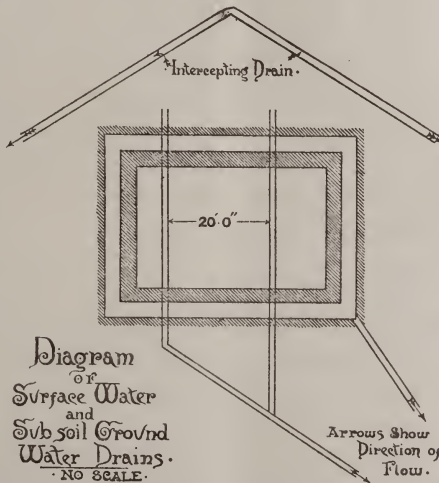 ·Intercepting Drain·
20'·0"
Diagram
OF
Surface Water
and
Sub soil Ground
Water Drains·
·NO SCALE·
Arrows Show
Direction of
Flow·